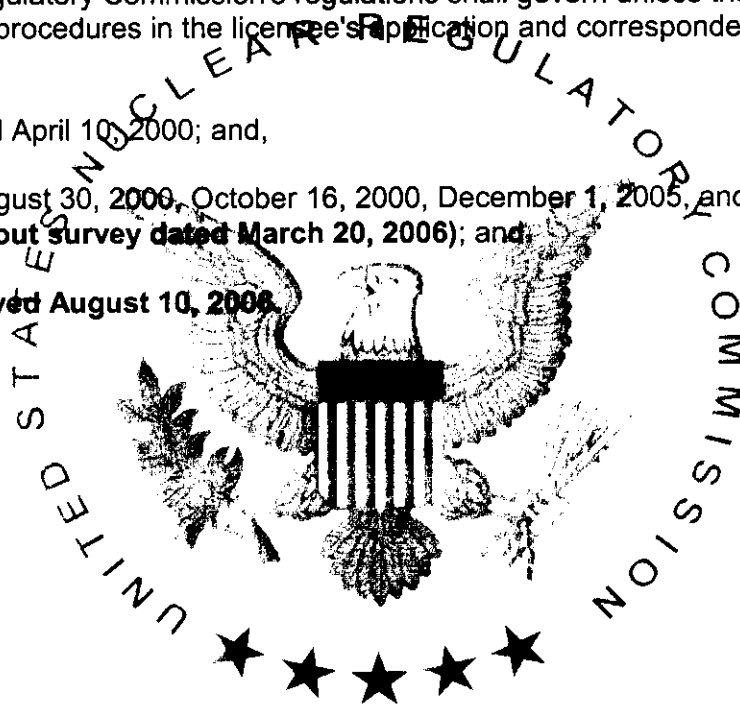 gulatory Commission's regulations shall govern unless the
procedures in the licensee's application and corresponde
l April 10, 2000; and,
gust 30, 2000, October 16, 2000, December 1, 2005, and
out survey dated March 20, 2006); and,
ved August 10, 2006.
UNITED STATES NUCLEAR REGULATORY COMMISSION